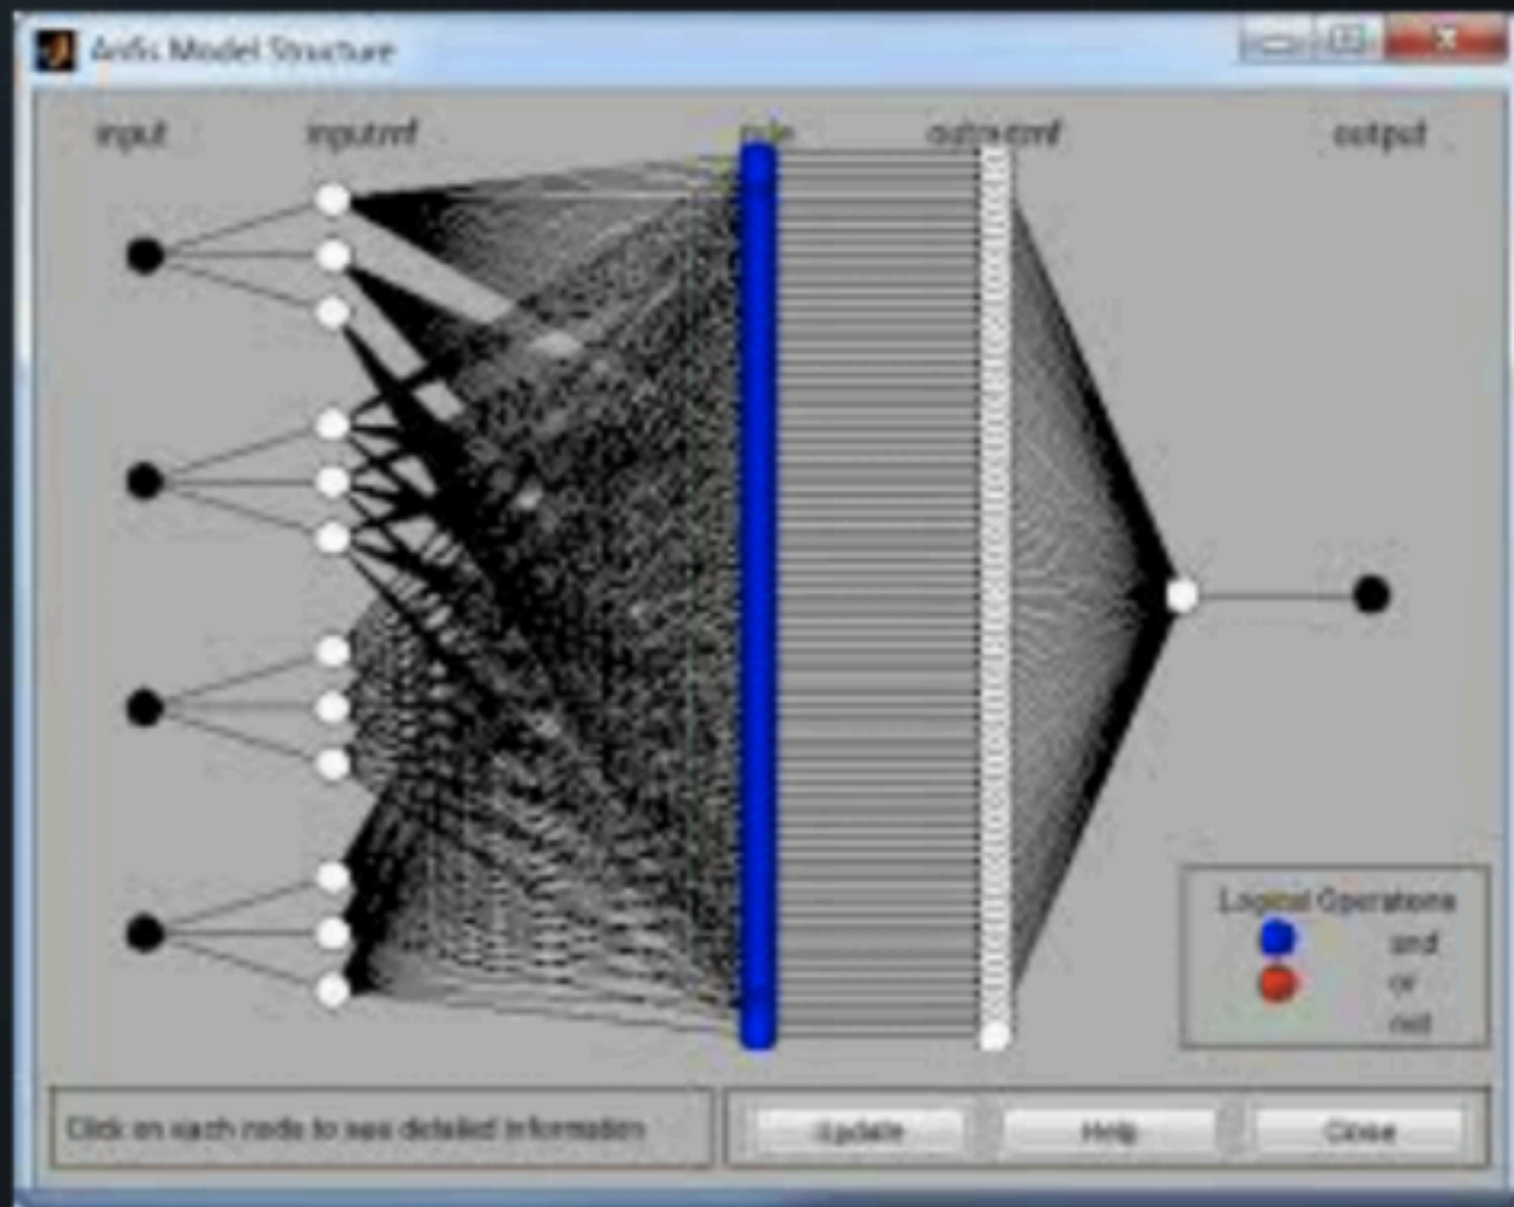 Anfis Model Structure
input inputmf rule outputmf output
Logical Operations
and
or
not
Click on each node to see detailed information
Update Help Close